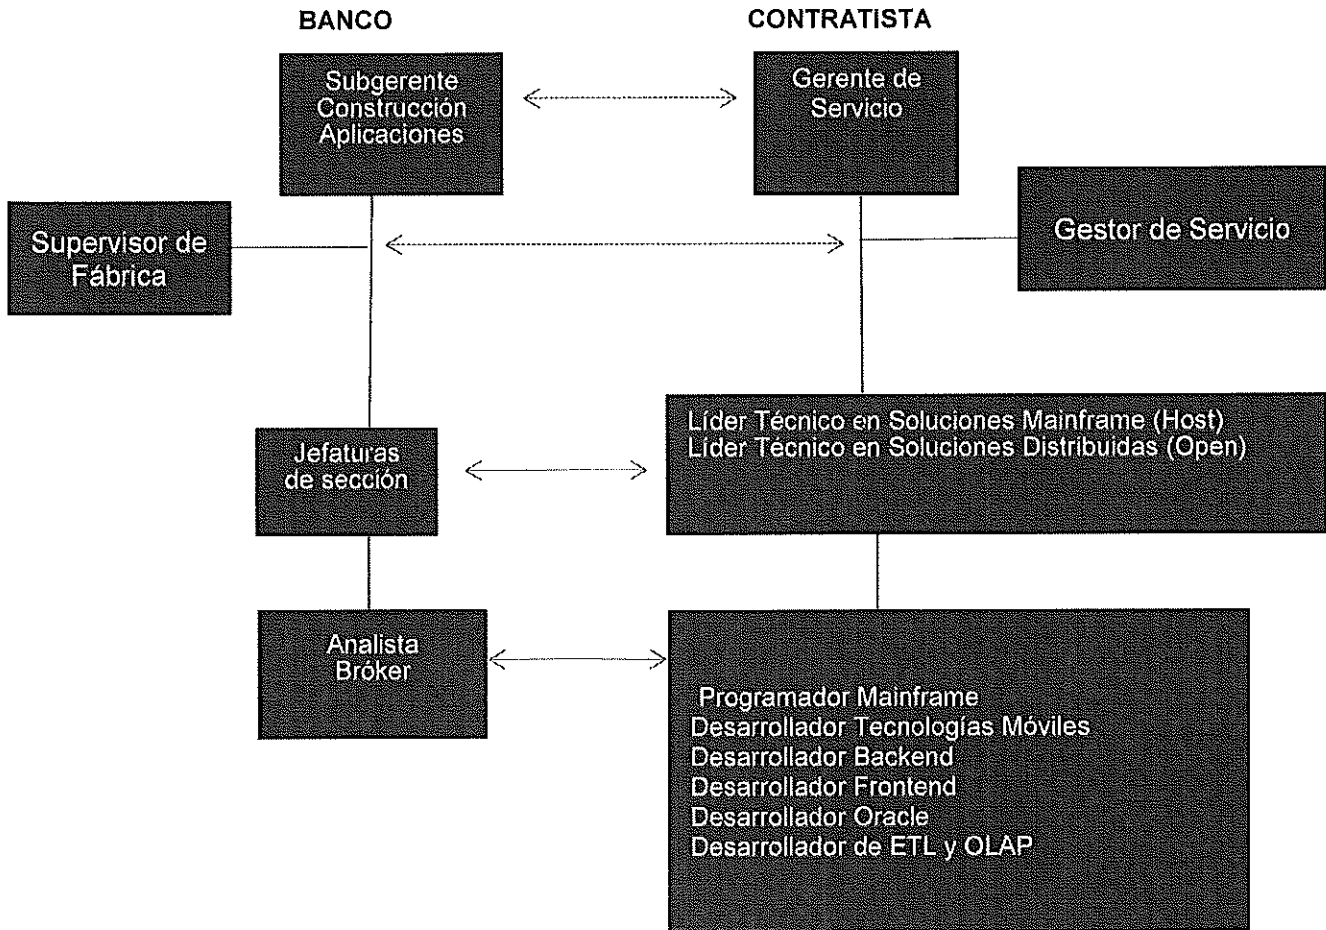 BANCO
CONTRATISTA
Subgerente
Construcción
Aplicaciones
Gerente de
Servicio
Supervisor de
Fábrica
Gestor de Servicio
Jefaturas
de sección
Líder Técnico en Soluciones Mainframe (Host)
Líder Técnico en Soluciones Distribuidas (Open)
Analista
Bróker
Programador Mainframe
Desarrollador Tecnologías Móviles
Desarrollador Backend
Desarrollador Frontend
Desarrollador Oracle
Desarrollador de ETL y OLAP